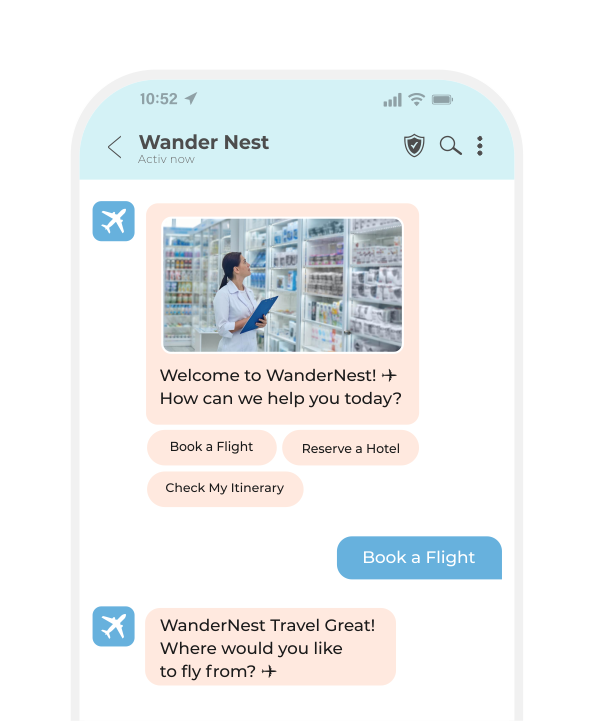 10:52
Wander Nest
Activ now
Welcome to WanderNest! ✈
How can we help you today?
Book a Flight
Reserve a Hotel
Check My Itinerary
Book a Flight
WanderNest Travel Great!
Where would you like
to fly from? ✈